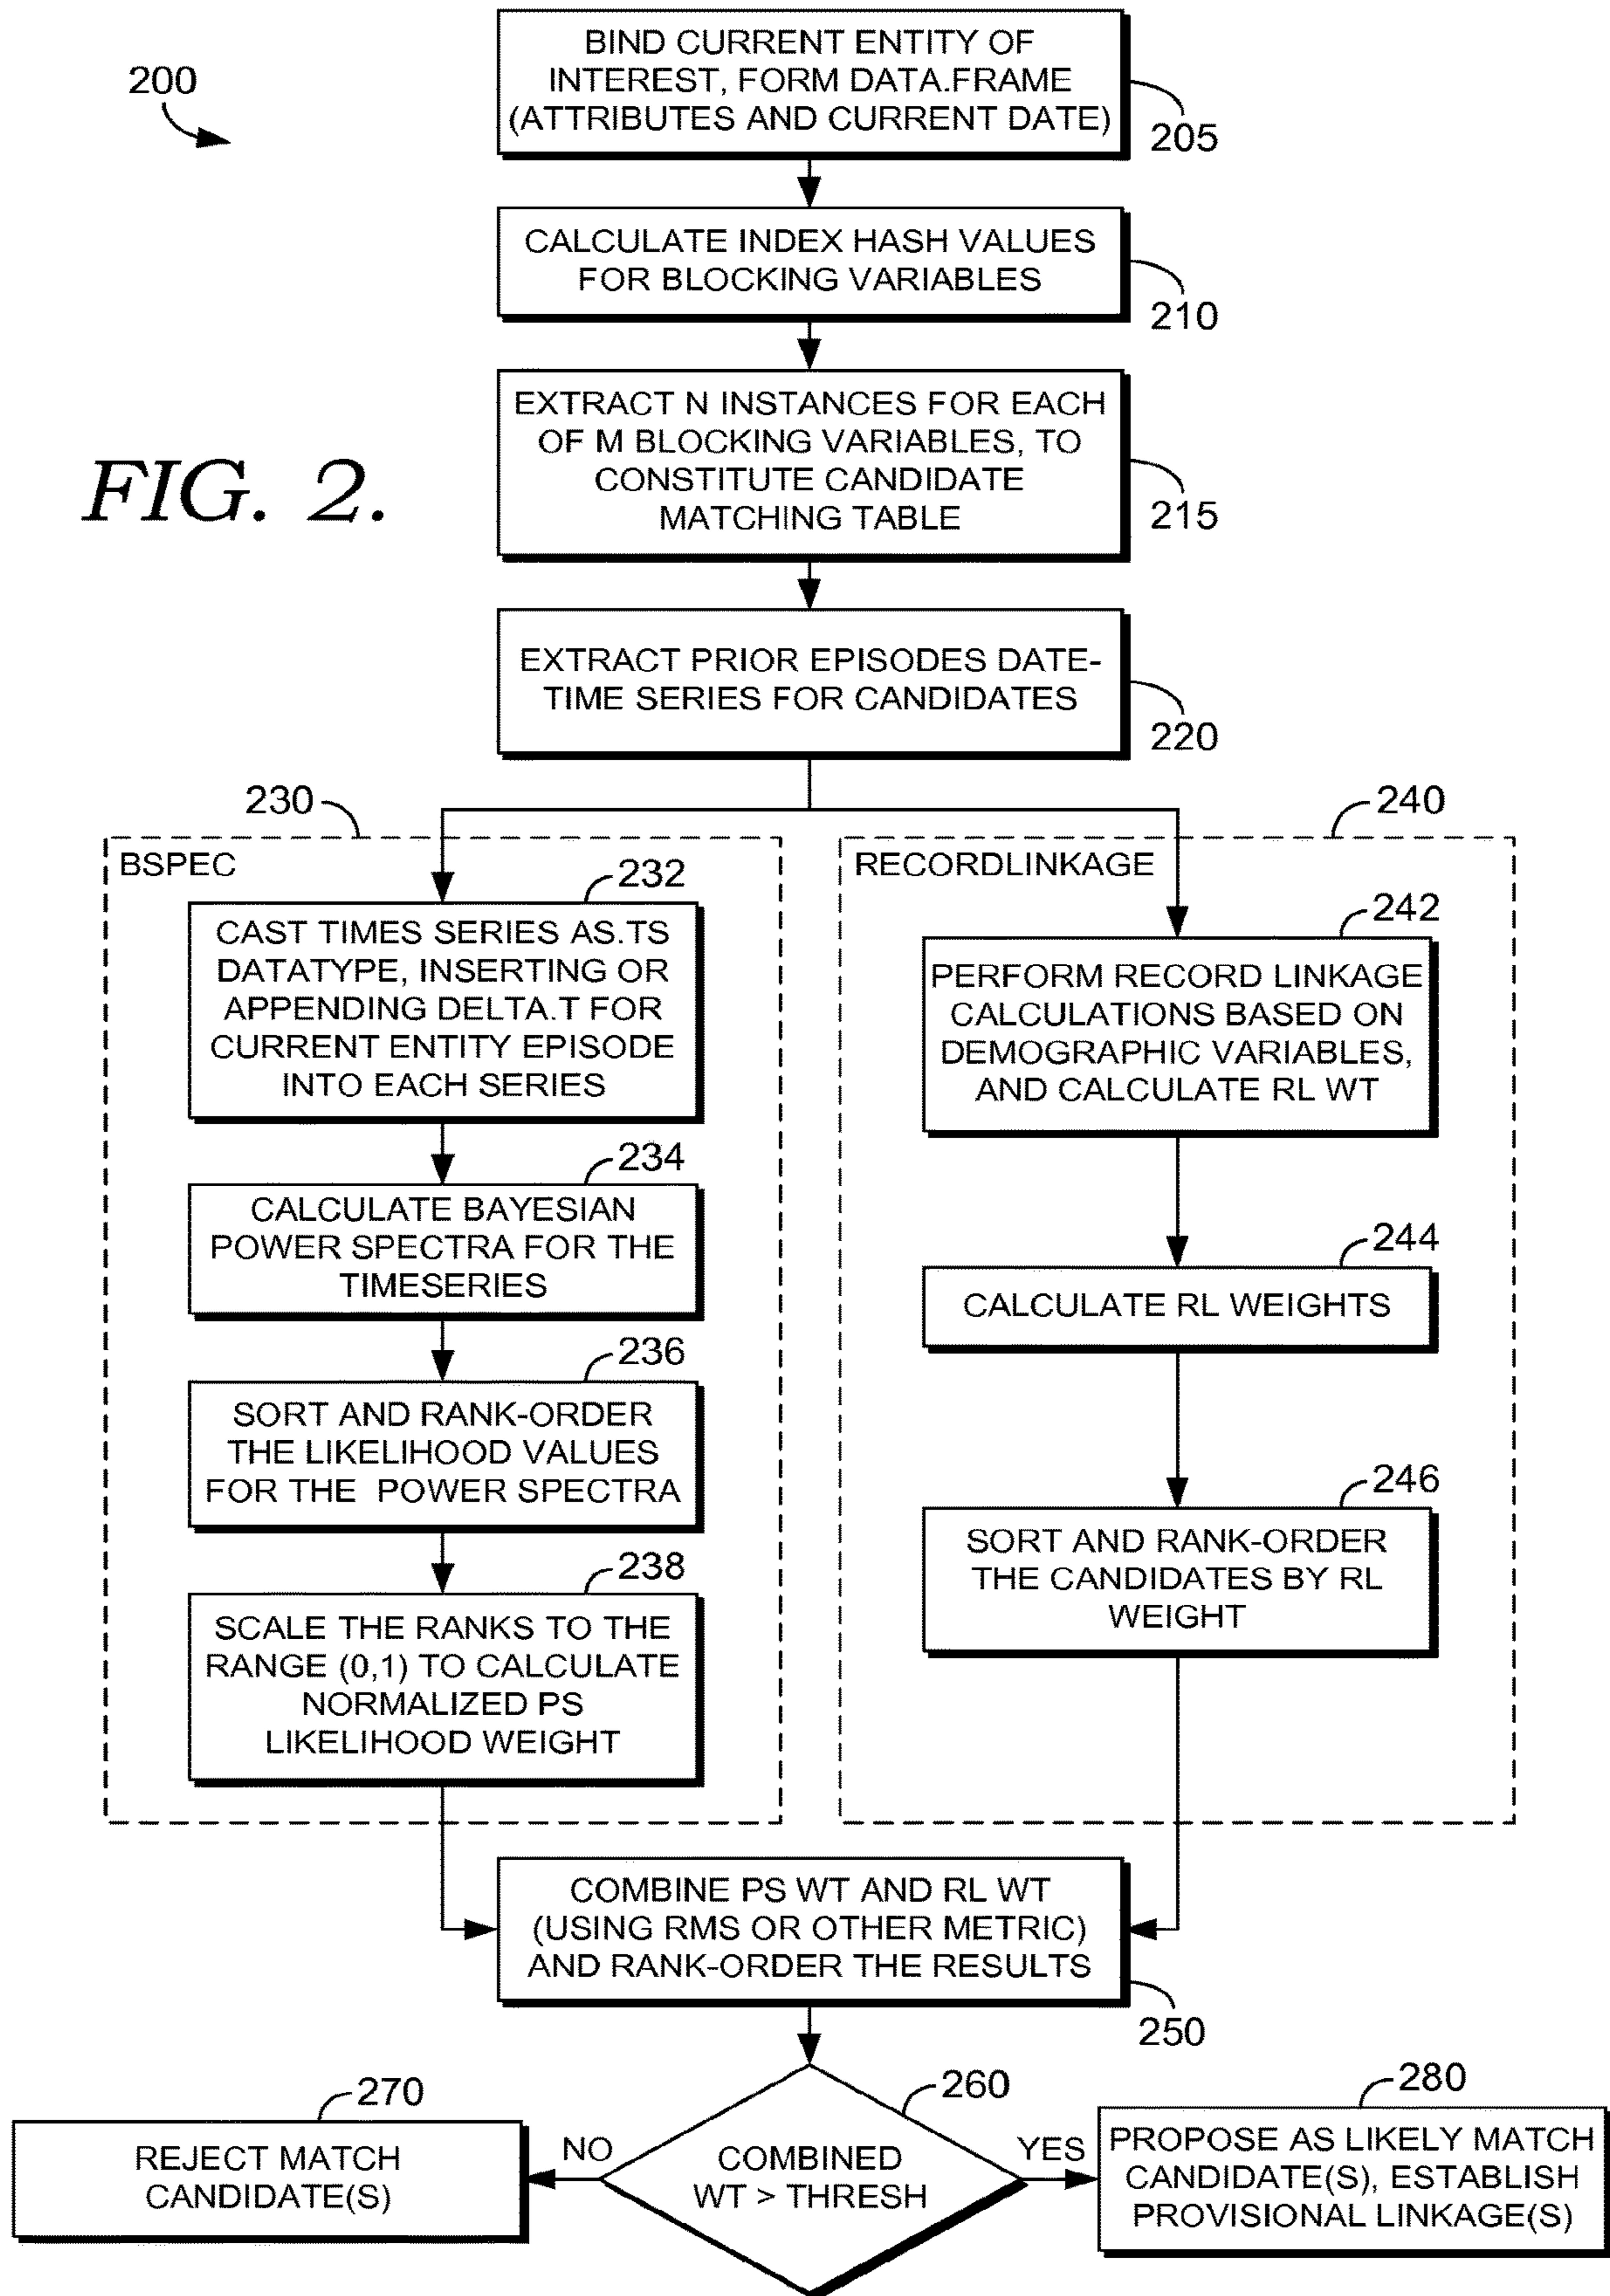 200
BIND CURRENT ENTITY OF
INTEREST, FORM DATA.FRAME
(ATTRIBUTES AND CURRENT DATE)
205
CALCULATE INDEX HASH VALUES
FOR BLOCKING VARIABLES
210
FIG. 2.
EXTRACT N INSTANCES FOR EACH
OF M BLOCKING VARIABLES, TO
CONSTITUTE CANDIDATE
MATCHING TABLE
215
EXTRACT PRIOR EPISODES DATE-
TIME SERIES FOR CANDIDATES
220
230
BSPEC
232
CAST TIMES SERIES AS.TS
DATATYPE, INSERTING OR
APPENDING DELTA.T FOR
CURRENT ENTITY EPISODE
INTO EACH SERIES
234
CALCULATE BAYESIAN
POWER SPECTRA FOR THE
TIMESERIES
236
SORT AND RANK-ORDER
THE LIKELIHOOD VALUES
FOR THE POWER SPECTRA
238
SCALE THE RANKS TO THE
RANGE (0,1) TO CALCULATE
NORMALIZED PS
LIKELIHOOD WEIGHT
240
RECORDLINKAGE
242
PERFORM RECORD LINKAGE
CALCULATIONS BASED ON
DEMOGRAPHIC VARIABLES,
AND CALCULATE RL WT
244
CALCULATE RL WEIGHTS
246
SORT AND RANK-ORDER
THE CANDIDATES BY RL
WEIGHT
COMBINE PS WT AND RL WT
(USING RMS OR OTHER METRIC)
AND RANK-ORDER THE RESULTS
250
260
COMBINED
WT > THRESH
NO
270
REJECT MATCH
CANDIDATE(S)
YES
280
PROPOSE AS LIKELY MATCH
CANDIDATE(S), ESTABLISH
PROVISIONAL LINKAGE(S)